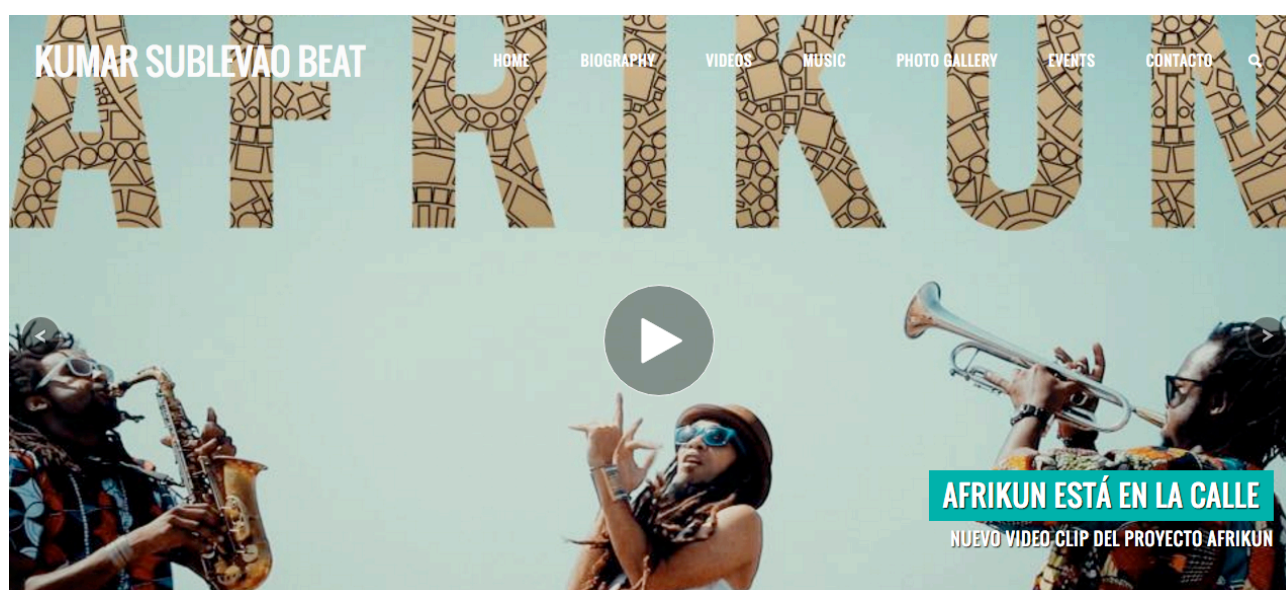 AFRIKUN
KUMAR SUBLEVAO BEAT
HOME BIOGRAPHY VIDEOS MUSIC PHOTO GALLERY EVENTS CONTACTO
AFRIKUN ESTÁ EN LA CALLE
NUEVO VIDEO CLIP DEL PROYECTO AFRIKUN